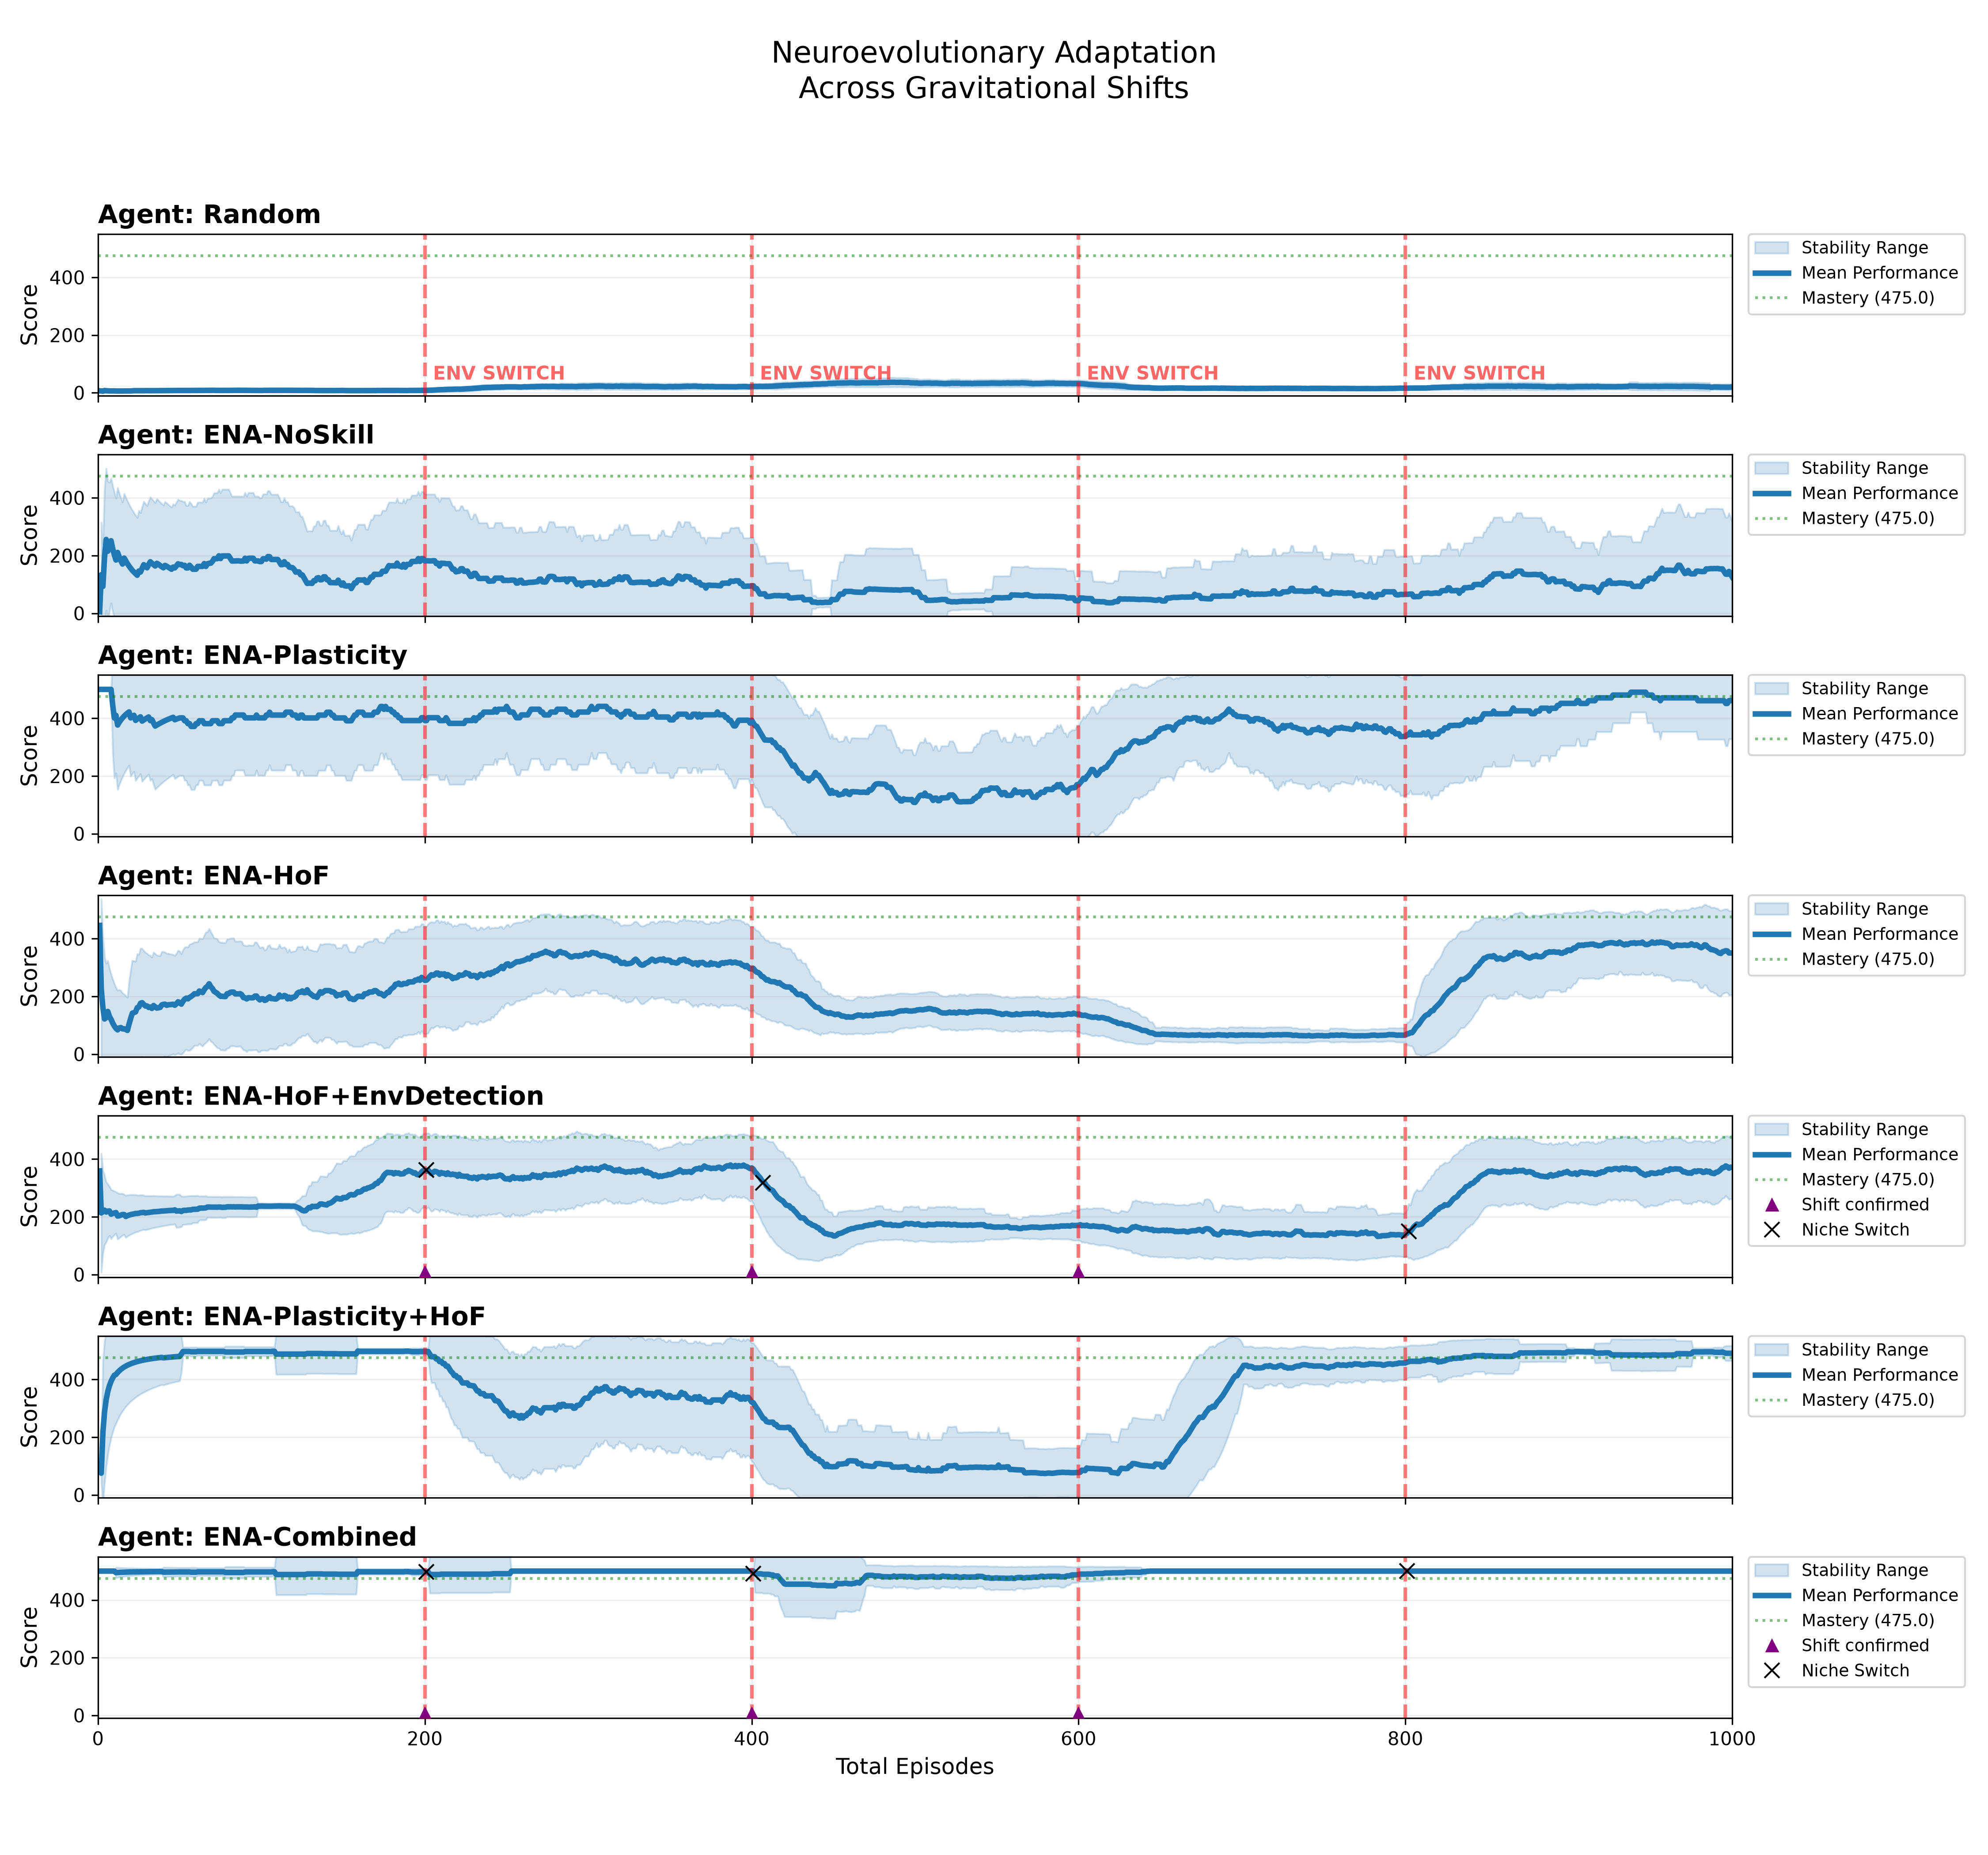 Neuroevolutionary Adaptation
Across Gravitational Shifts
Agent: Random
Score
400
200
0
ENV SWITCH
ENV SWITCH
ENV SWITCH
ENV SWITCH
Stability Range
Mean Performance
Mastery (475.0)
Agent: ENA-NoSkill
Score
400
200
0
Stability Range
Mean Performance
Mastery (475.0)
Agent: ENA-Plasticity
Score
400
200
0
Stability Range
Mean Performance
Mastery (475.0)
Agent: ENA-HoF
Score
400
200
0
Stability Range
Mean Performance
Mastery (475.0)
Agent: ENA-HoF+EnvDetection
Score
400
200
0
Stability Range
Mean Performance
Mastery (475.0)
Shift confirmed
Niche Switch
Agent: ENA-Plasticity+HoF
Score
400
200
0
Stability Range
Mean Performance
Mastery (475.0)
Agent: ENA-Combined
Score
400
200
0
Stability Range
Mean Performance
Mastery (475.0)
Shift confirmed
Niche Switch
0 200 400 600 800 1000
Total Episodes